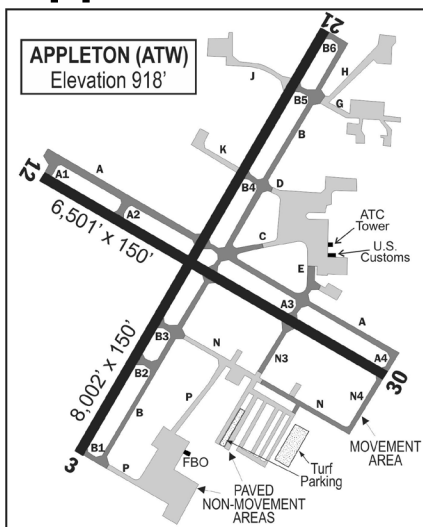 APPLETON (ATW)
Elevation 918'
21
B6
H
J
B5
G
B
K
B4
D
12
A1
A
A2
ATC
Tower
U.S.
Customs
C
E
6,501' x 150'
A3
A
A4
30
8,002' x 150'
B3
N
N3
B2
P
N4
N
B
MOVEMENT
AREA
B1
3
P
FBO
Turf
Parking
PAVED
NON-MOVEMENT
AREAS